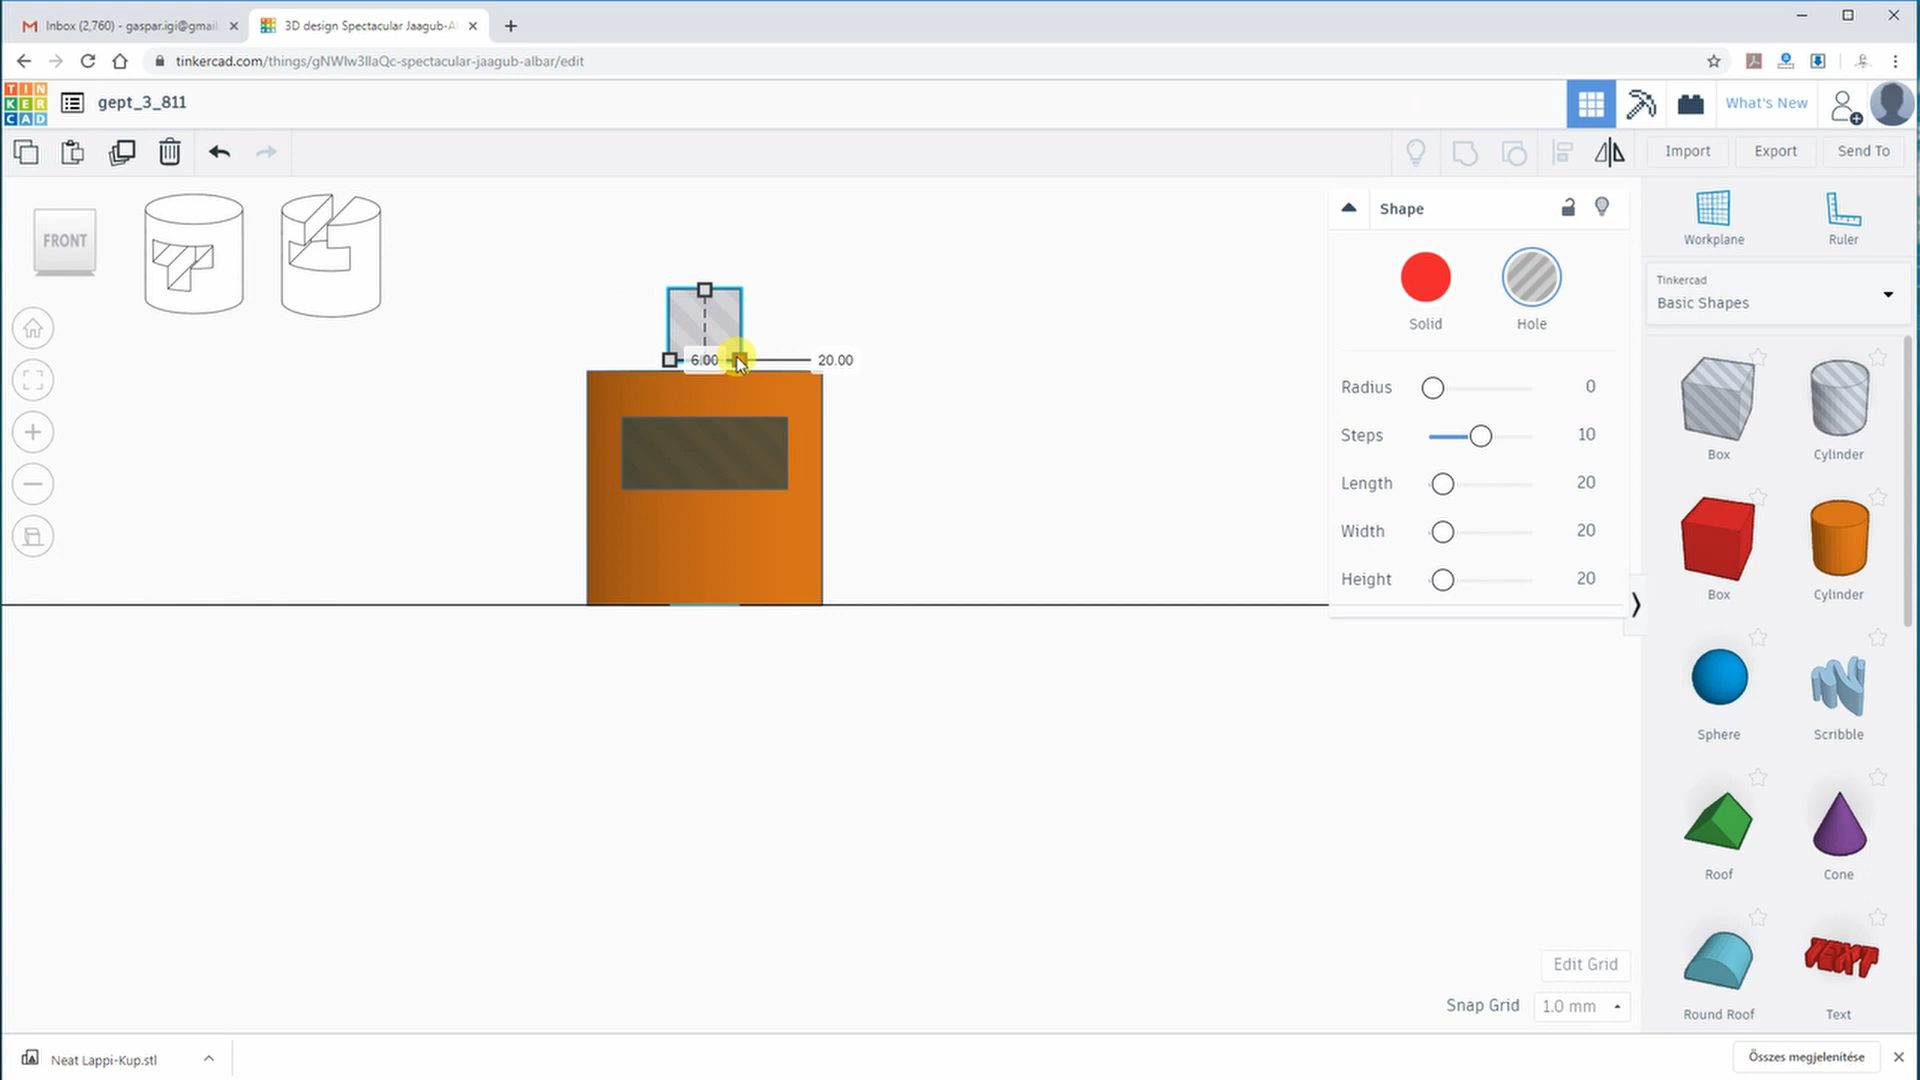 Inbox (2,760) - gaspar.igi@gmail
3D design Spectacular Jaagub-Al
tinkercad.com/things/gNWlw3llaQc-spectacular-jaagub-albar/edit
TIN
KER
CAD
gept_3_811
What's New
Import
Export
Send To
FRONT
Shape
Solid
Hole
Radius 0
Steps 10
Length 20
Width 20
Height 20
6.00
20.00
Workplane
Ruler
Tinkercad
Basic Shapes
Box
Cylinder
Box
Cylinder
Sphere
Scribble
Roof
Cone
Round Roof
TEXT
Text
Edit Grid
Snap Grid 1.0 mm
Neat Lappi-Kup.stl
Összes megjelenítése